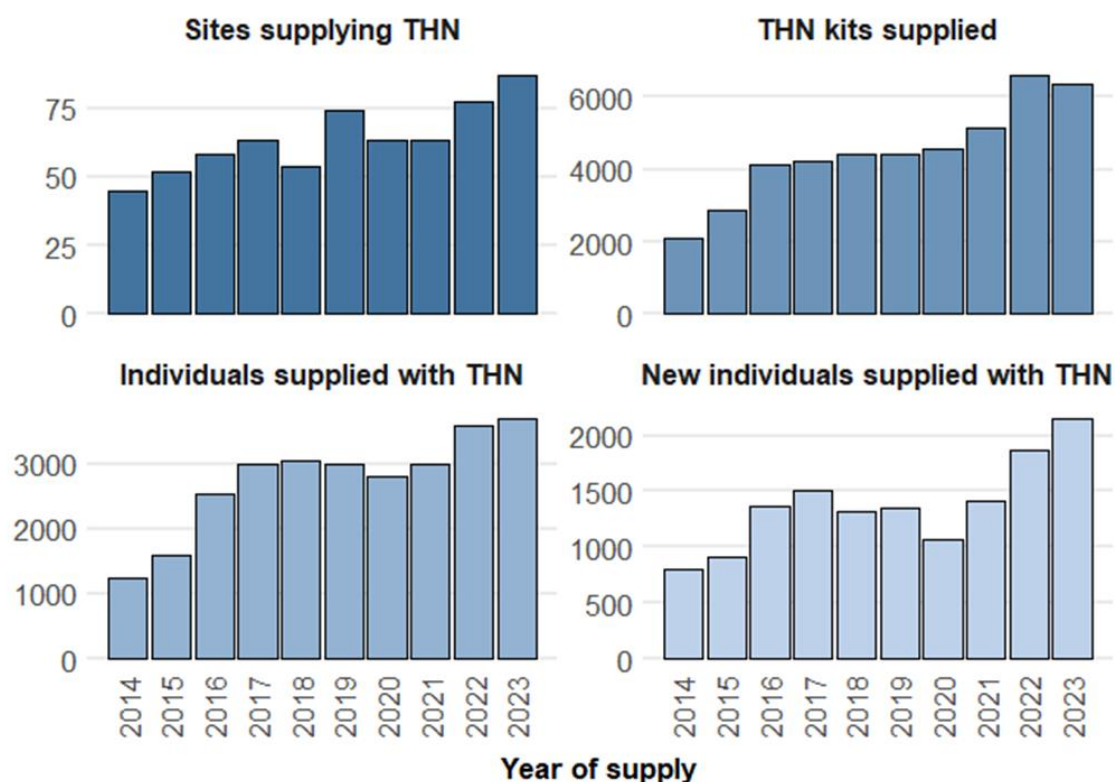 Sites supplying THN
75
50
25
0
THN kits supplied
6000
4000
2000
0
Individuals supplied with THN
3000
2000
1000
0
2014 2015 2016 2017 2018 2019 2020 2021 2022 2023
New individuals supplied with THN
2000
1500
1000
500
0
2014 2015 2016 2017 2018 2019 2020 2021 2022 2023
Year of supply